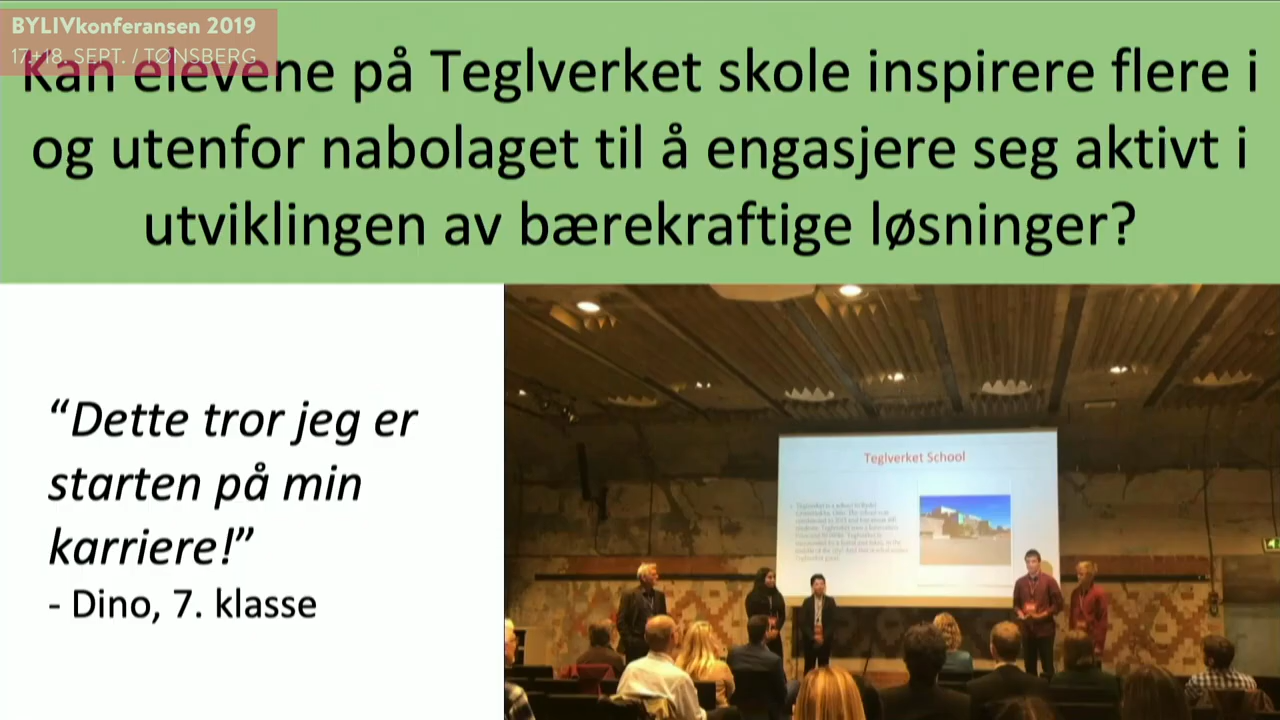 BYLIVkonferansen 2019
17.+18. SEPT. / TØNSBERG
Kan elevene på Teglverket skole inspirere flere i
og utenfor nabolaget til å engasjere seg aktivt i
utviklingen av bærekraftige løsninger?
“Dette tror jeg er
starten på min
karriere!”
- Dino, 7. klasse
Teglverket School